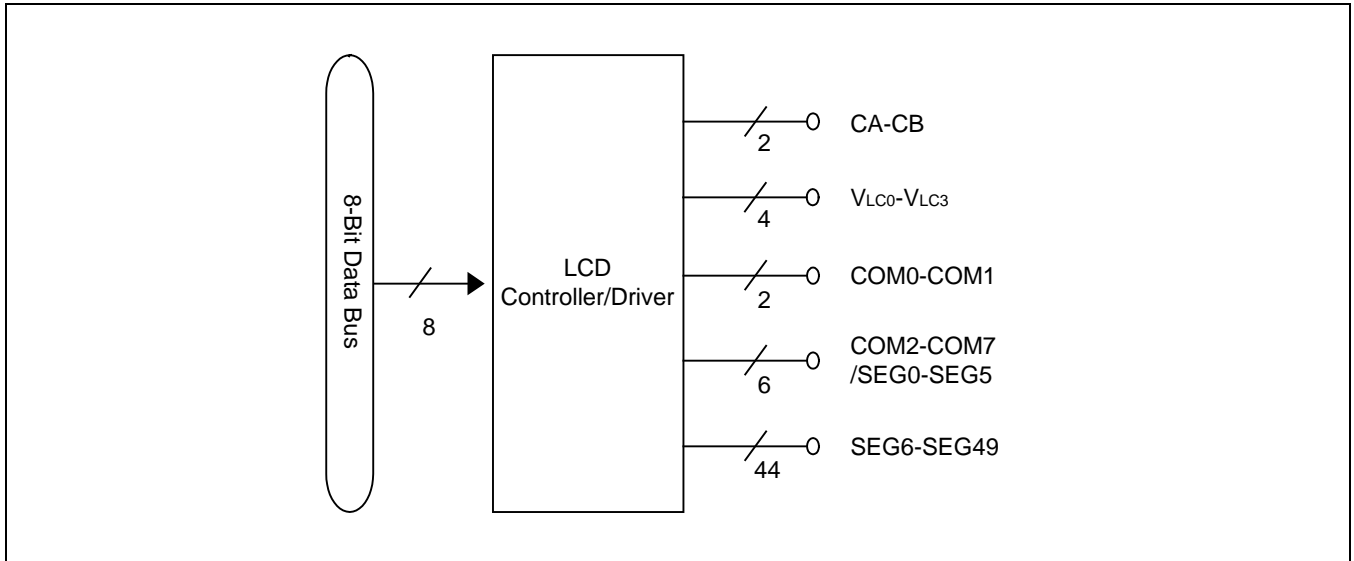 8-Bit Data Bus
8
LCD
Controller/Driver
2
CA-CB
4
VLC0-VLC3
2
COM0-COM1
6
COM2-COM7
/SEG0-SEG5
44
SEG6-SEG49